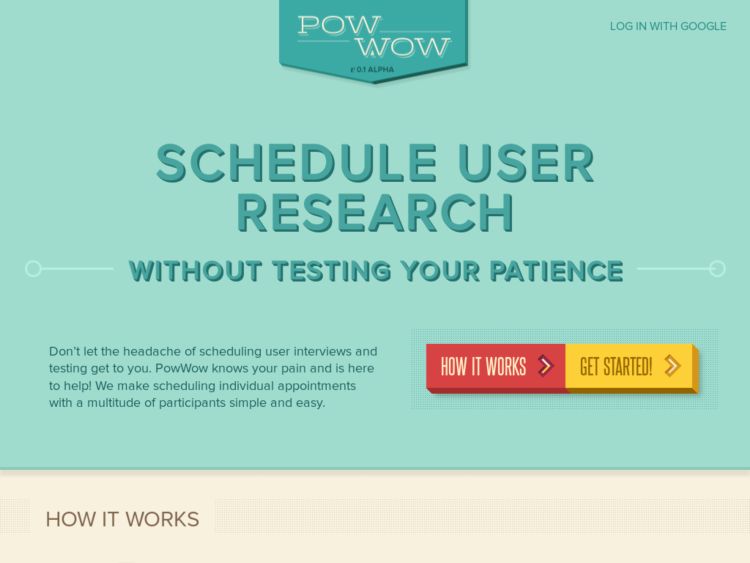 POW
WOW
v 0.1 ALPHA
LOG IN WITH GOOGLE
SCHEDULE USER
RESEARCH
WITHOUT TESTING YOUR PATIENCE
Don't let the headache of scheduling user interviews and
testing get to you. PowWow knows your pain and is here
to help! We make scheduling individual appointments
with a multitude of participants simple and easy.
HOW IT WORKS
GET STARTED!
HOW IT WORKS